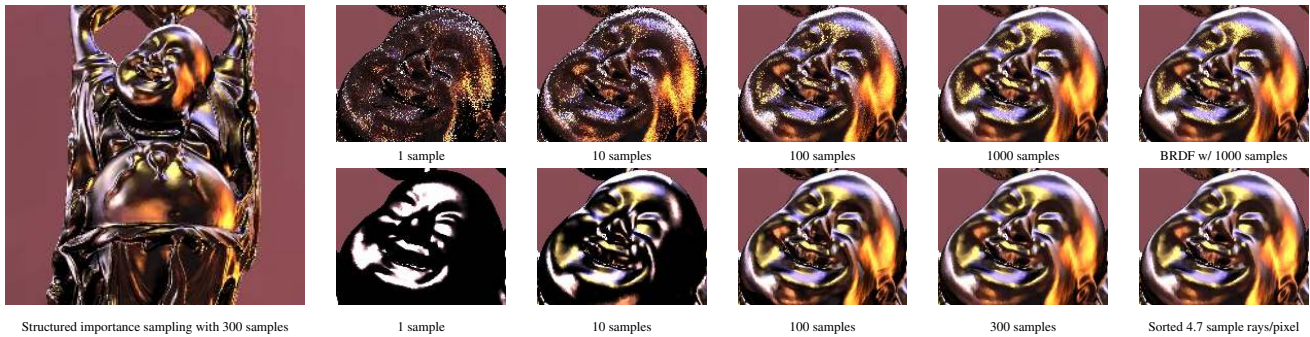 1 sample
10 samples
100 samples
1000 samples
BRDF w/ 1000 samples
Structured importance sampling with 300 samples
1 sample
10 samples
100 samples
300 samples
Sorted 4.7 sample rays/pixel